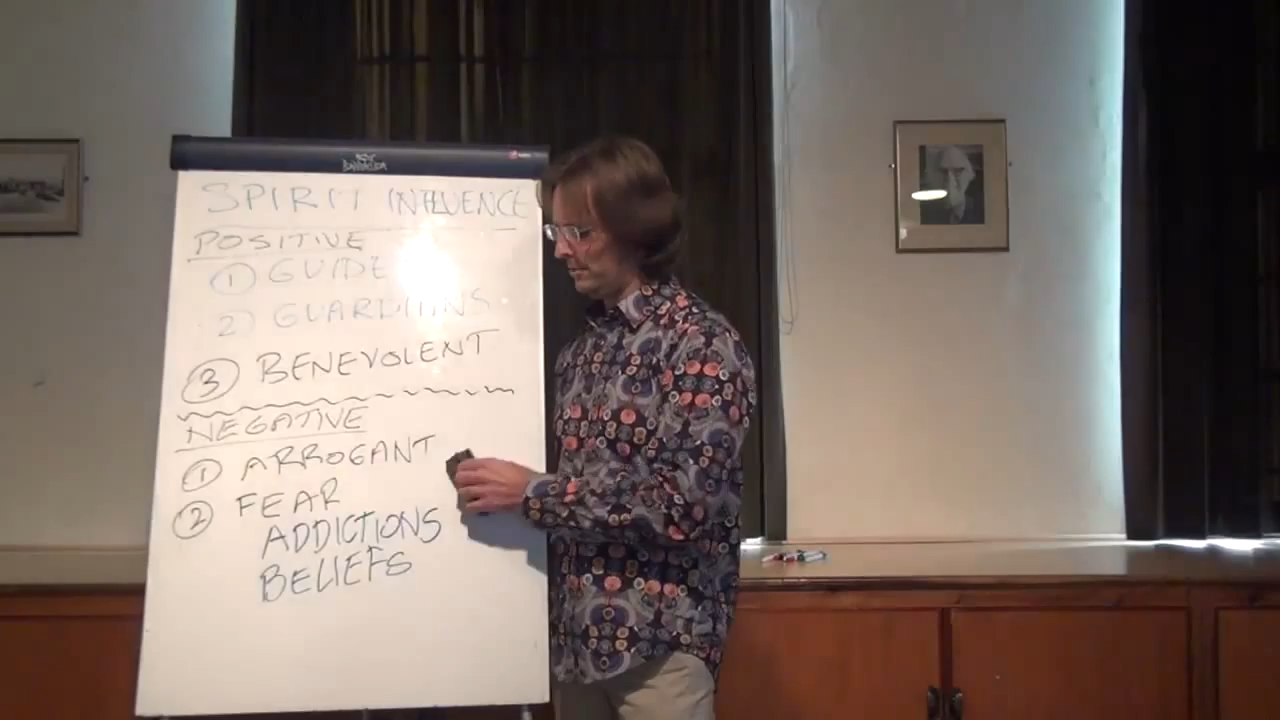 SPIRIT INFLUENCE
POSITIVE
① GUIDE
② GUARDIANS
③ BENEVOLENT
NEGATIVE
① ARROGANT
② FEAR
ADDICTIONS
BELIEFS